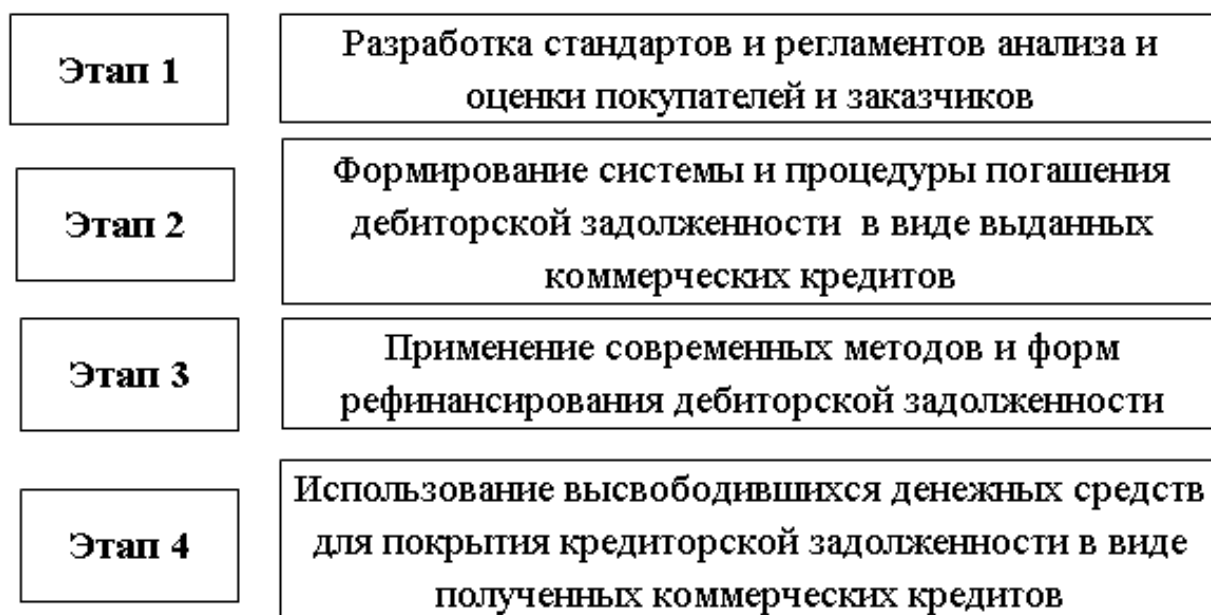 Этап 1
Разработка стандартов и регламентов анализа и
оценки покупателей и заказчиков
Этап 2
Формирование системы и процедуры погашения
дебиторской задолженности в виде выданных
коммерческих кредитов
Этап 3
Применение современных методов и форм
рефинансирования дебиторской задолженности
Этап 4
Использование высвободившихся денежных средств
для покрытия кредиторской задолженности в виде
полученных коммерческих кредитов